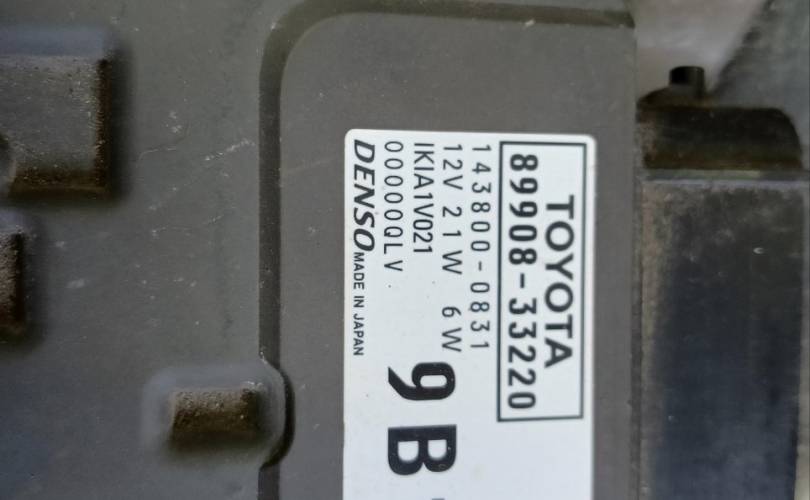 TOYOTA
89908-33220
143800-0831
12V 21W 6W
IKIA1V021
00000QLV
DENSO MADE IN JAPAN
9B